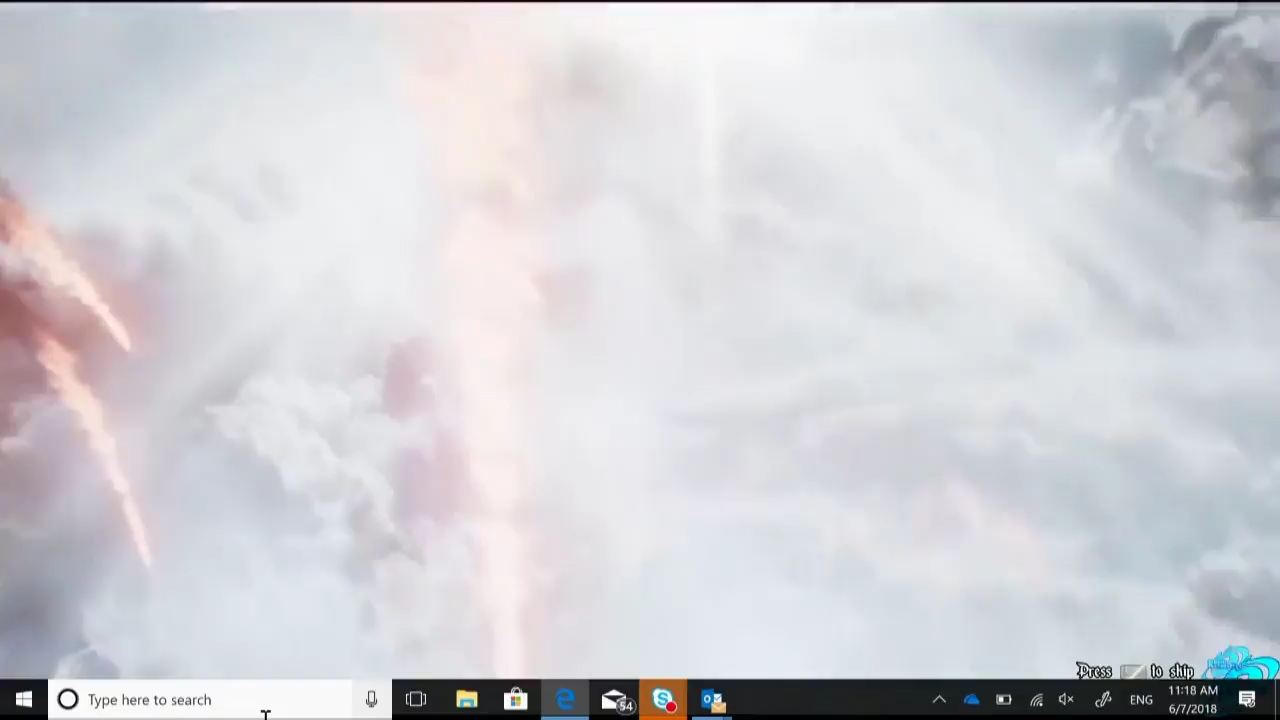 Press to skip
Type here to search
54
ENG
11:18 AM
6/7/2018